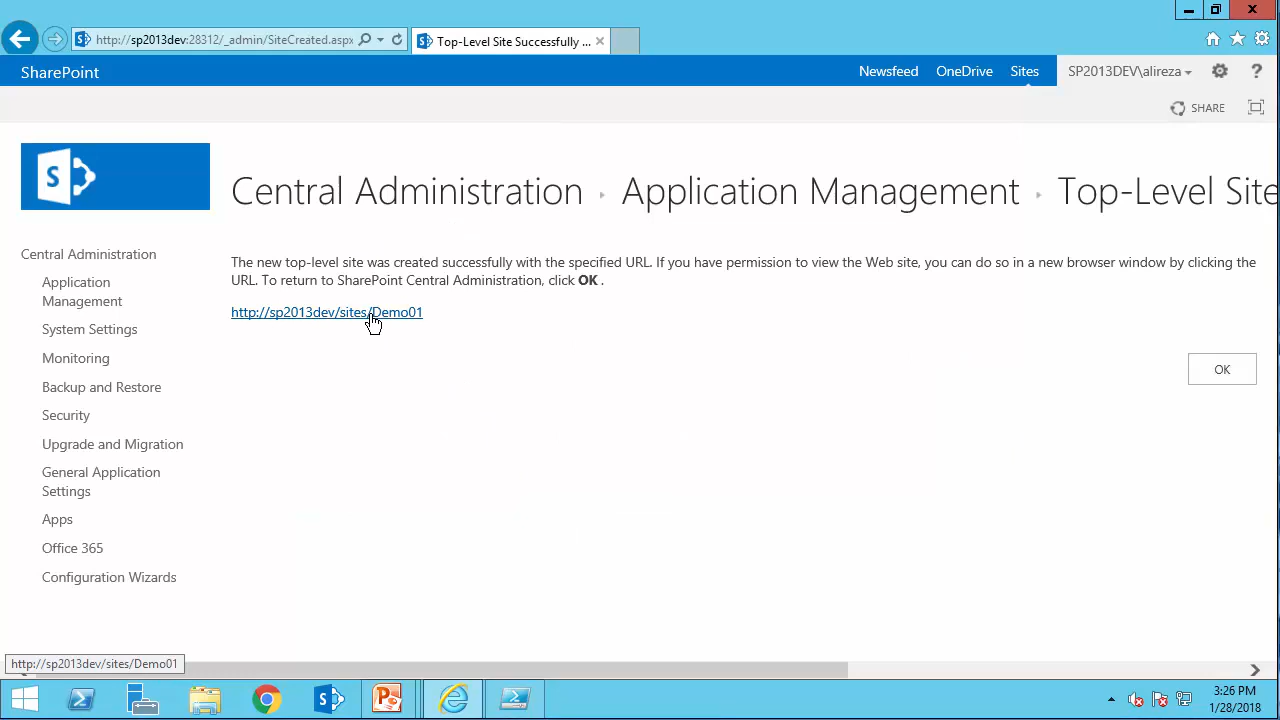 http://sp2013dev:28312/_admin/SiteCreated.aspx
Top-Level Site Successfully ...
SharePoint
Newsfeed
OneDrive
Sites
SP2013DEV\alireza
SHARE
Central Administration
Application Management
Top-Level Site
The new top-level site was created successfully with the specified URL. If you have permission to view the Web site, you can do so in a new browser window by clicking the
URL. To return to SharePoint Central Administration, click OK .
http://sp2013dev/sites/Demo01
OK
Central Administration
Application
Management
System Settings
Monitoring
Backup and Restore
Security
Upgrade and Migration
General Application
Settings
Apps
Office 365
Configuration Wizards
http://sp2013dev/sites/Demo01
3:26 PM
1/28/2018